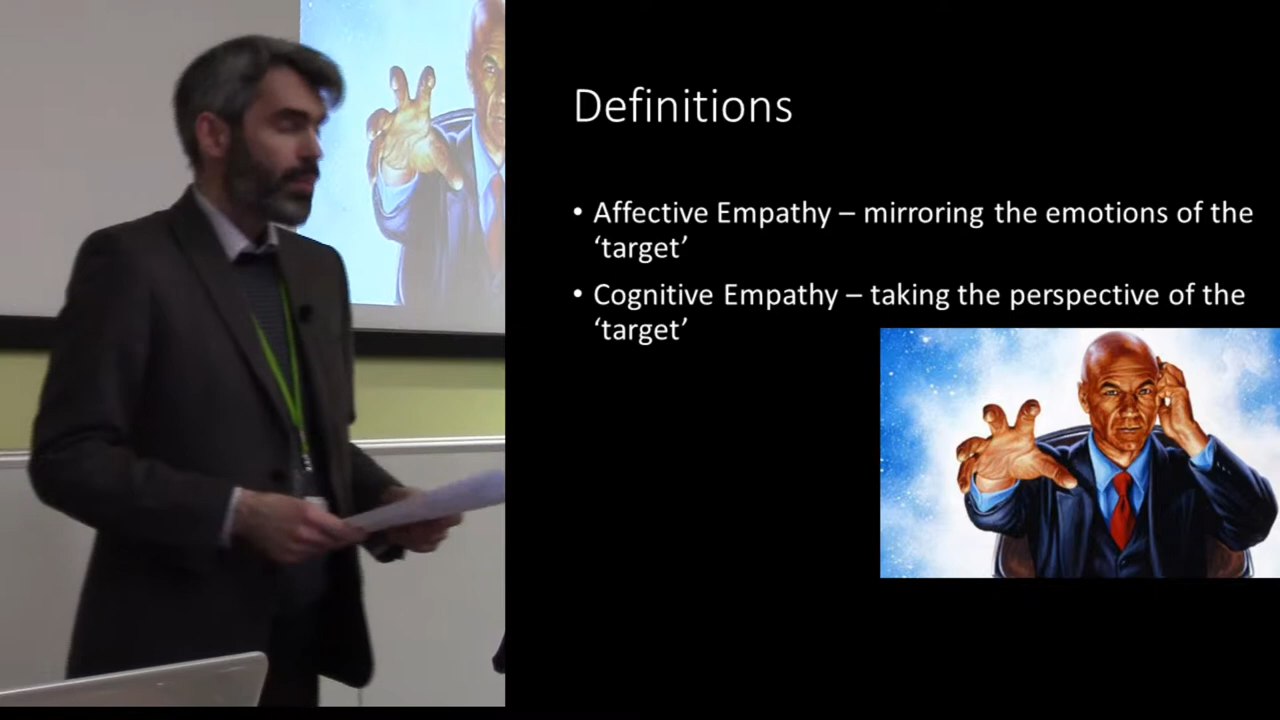 Definitions
• Affective Empathy – mirroring the emotions of the
‘target’
• Cognitive Empathy – taking the perspective of the
‘target’